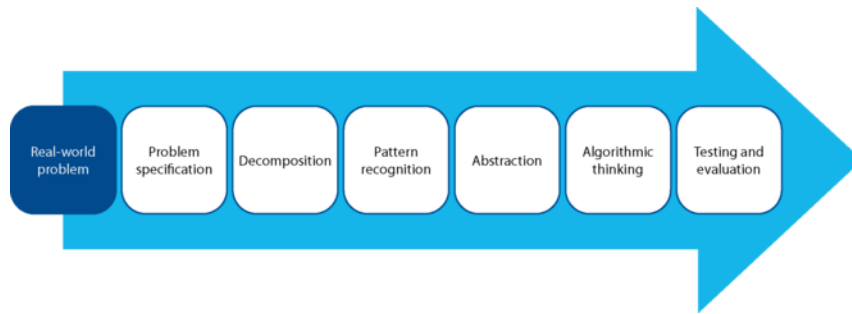 Real-world
problem
Problem
specification
Decomposition
Pattern
recognition
Abstraction
Algorithmic
thinking
Testing and
evaluation